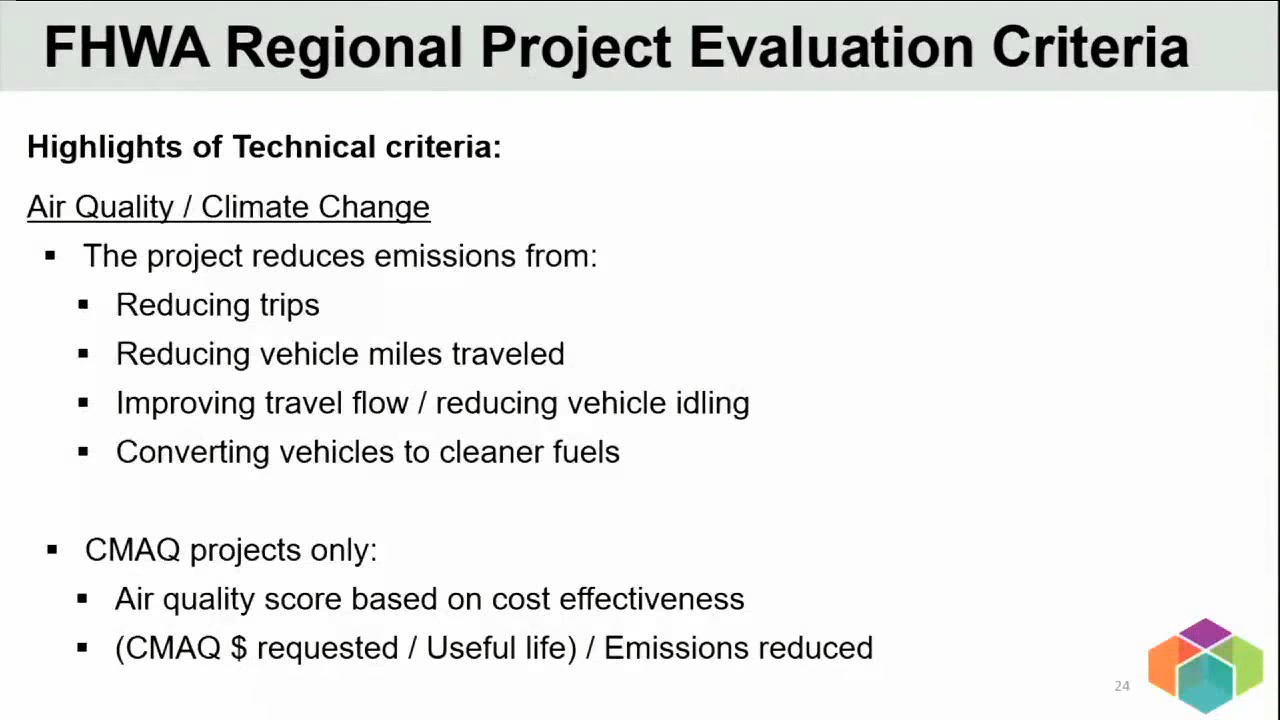 FHWA Regional Project Evaluation Criteria
Highlights of Technical criteria:
Air Quality / Climate Change
▪ The project reduces emissions from:
▪ Reducing trips
▪ Reducing vehicle miles traveled
▪ Improving travel flow / reducing vehicle idling
▪ Converting vehicles to cleaner fuels
▪ CMAQ projects only:
▪ Air quality score based on cost effectiveness
▪ (CMAQ $ requested / Useful life) / Emissions reduced
24